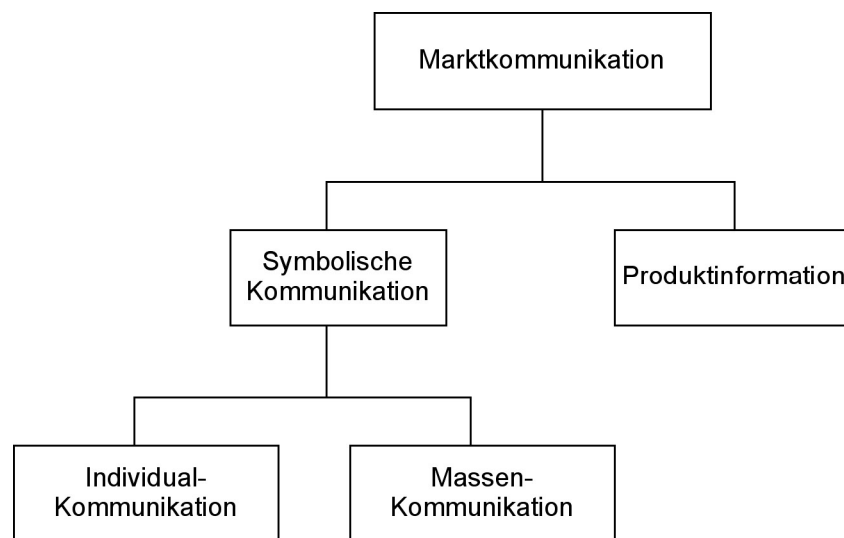 Marktkommunikation
Symbolische
Kommunikation
Produktinformation
Individual-
Kommunikation
Massen-
Kommunikation